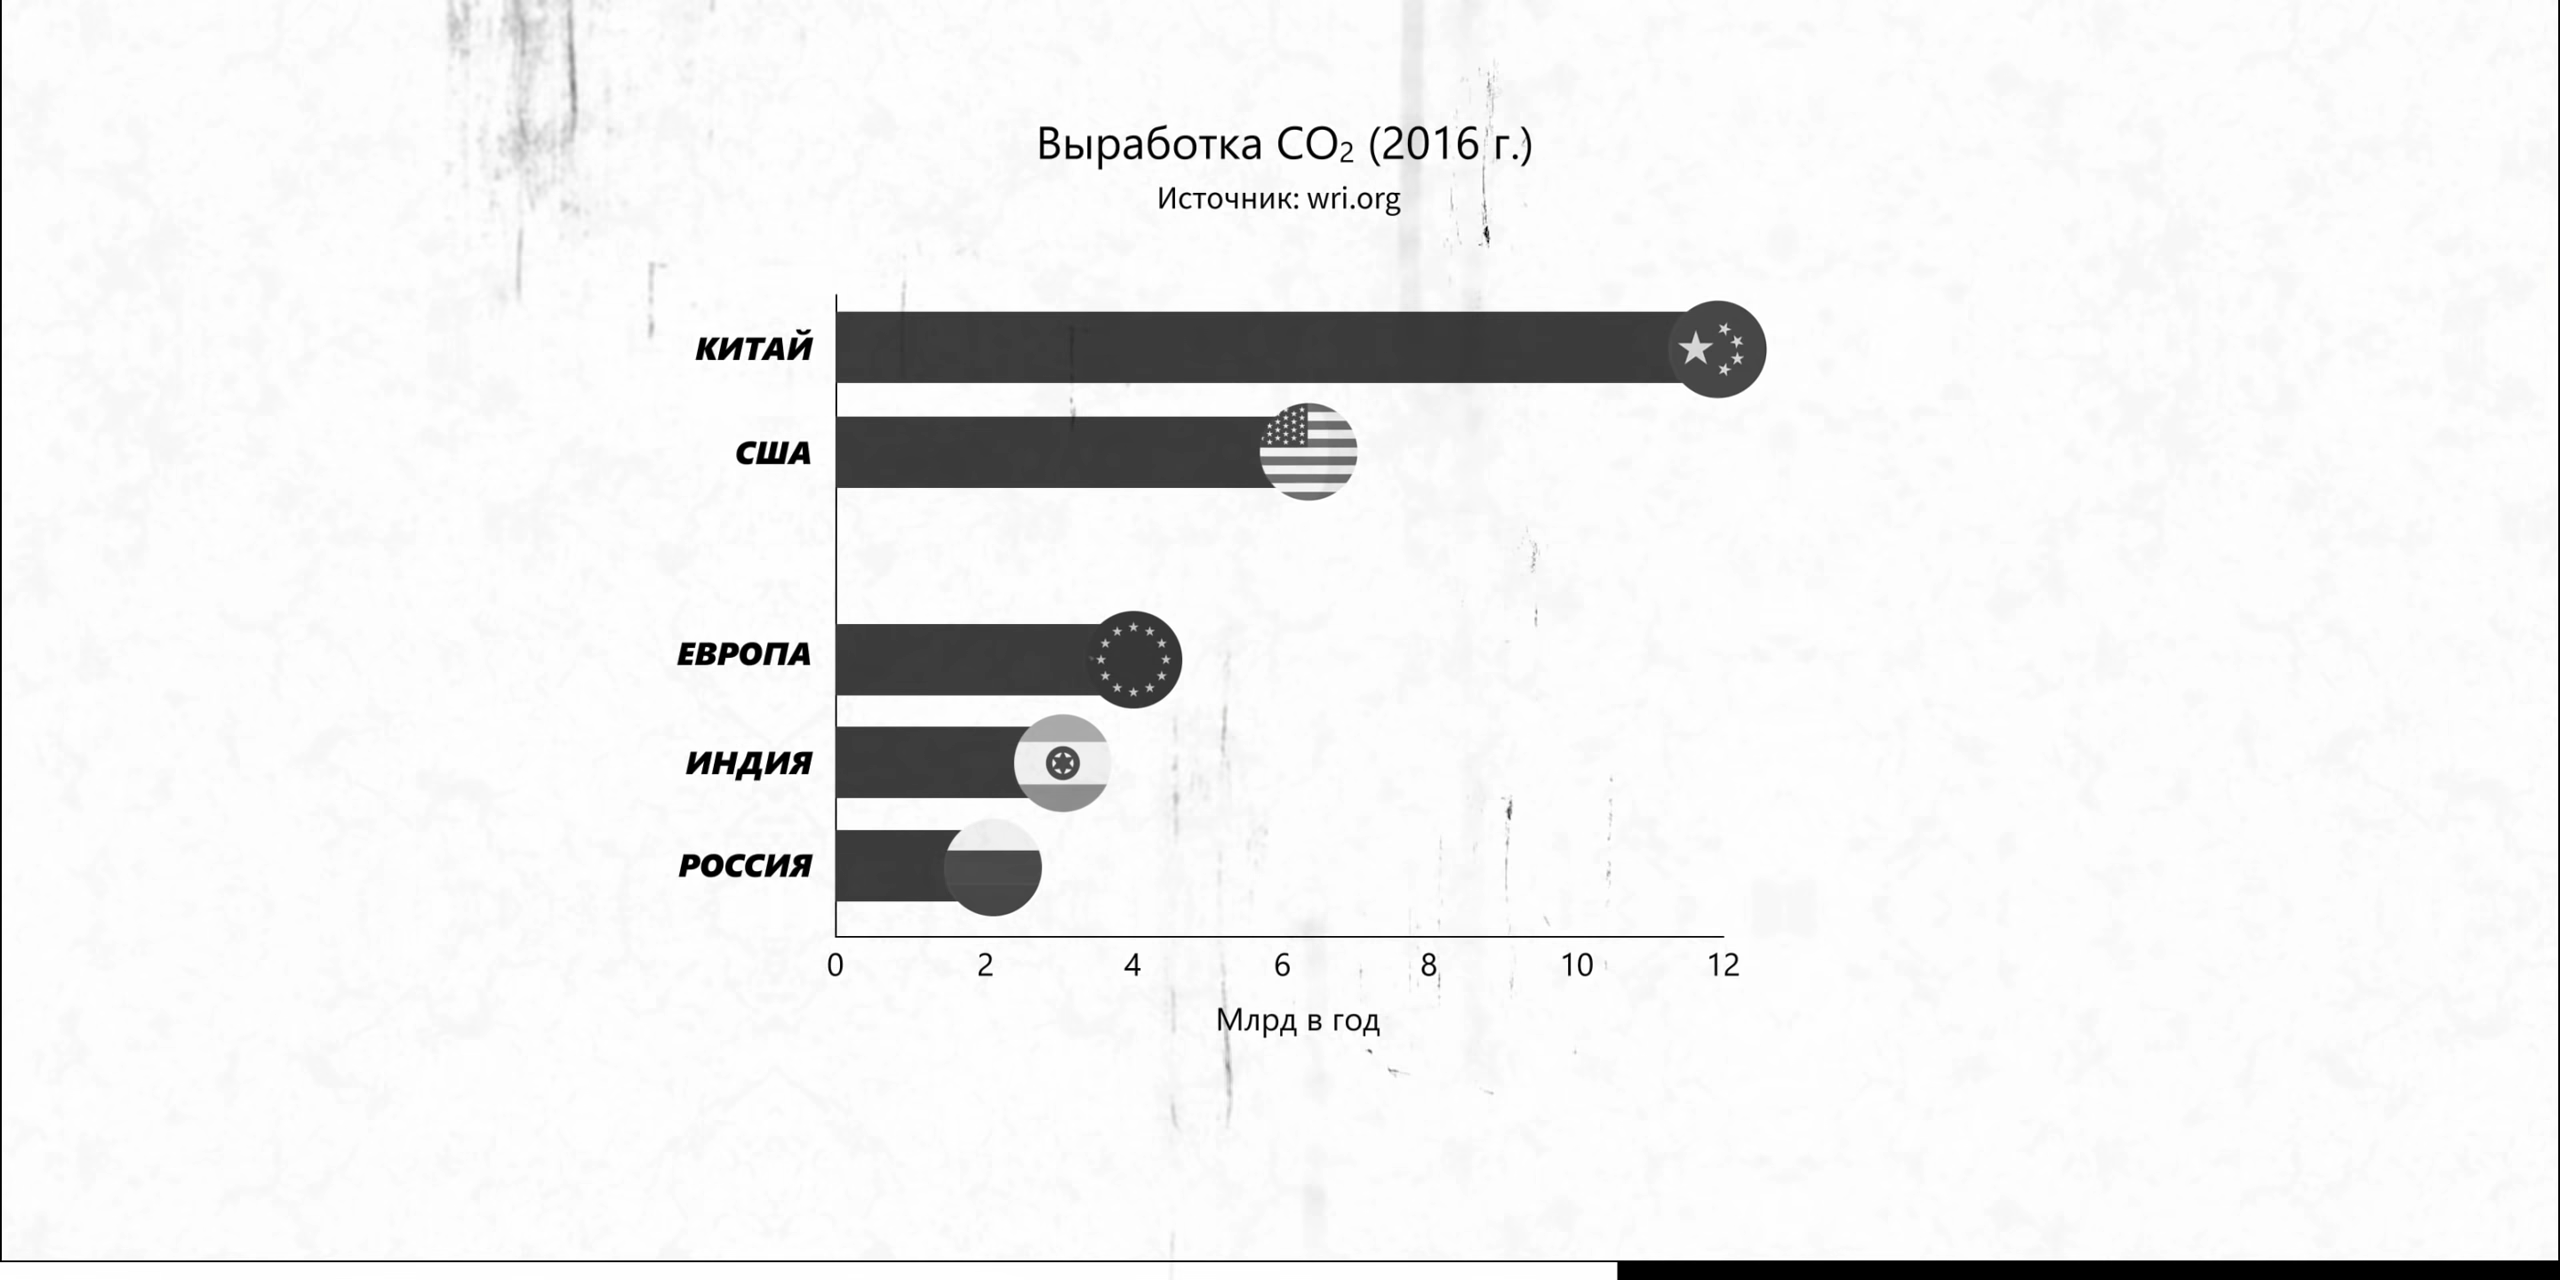 Выработка CO₂ (2016 г.)
Источник: wri.org
КИТАЙ
США
ЕВРОПА
ИНДИЯ
РОССИЯ
0 2 4 6 8 10 12
Млрд в год